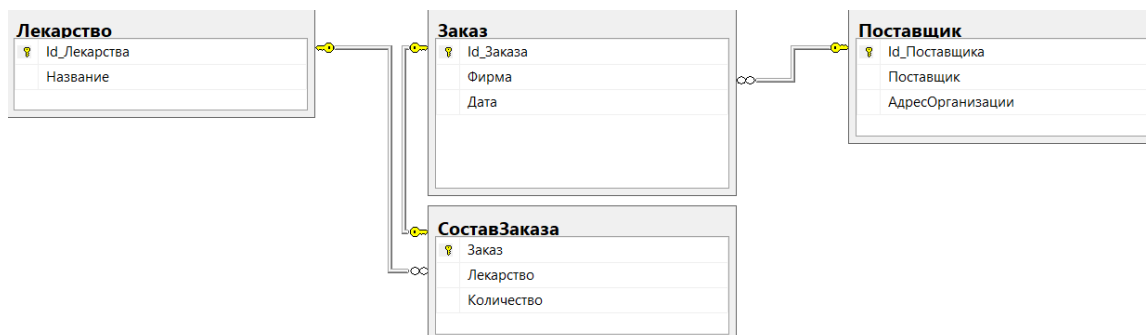 Лекарство
Id_Лекарства
Название
Заказ
Id_Заказа
Фирма
Дата
Поставщик
Id_Поставщика
Поставщик
АдресОрганизации
СоставЗаказа
Заказ
Лекарство
Количество